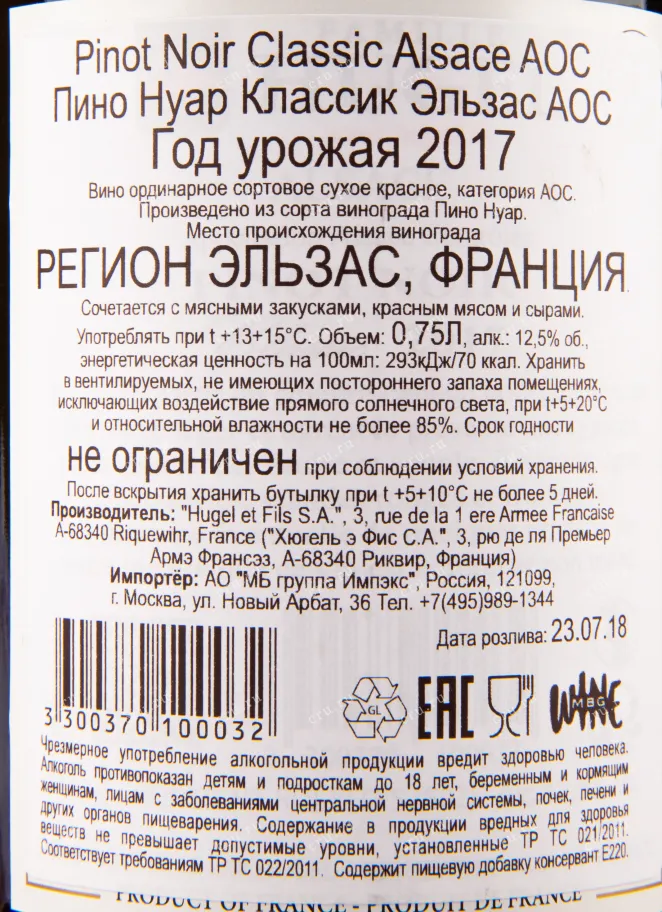 Pinot Noir Classic Alsace AOC
Пино Нуар Классик Эльзас АОС
Год урожая 2017
Вино ординарное сортовое сухое красное, категория АОС.
Произведено из сорта винограда Пино Нуар.
Место происхождения винограда
РЕГИОН ЭЛЬЗАС, ФРАНЦИЯ.
Сочетается с мясными закусками, красным мясом и сырами.
Употреблять при t +13+15°С. Объем: 0,75Л, алк.: 12,5% об.,
энергетическая ценность на 100мл: 293кДж/70 ккал. Хранить
в вентилируемых, не имеющих постороннего запаха помещениях,
исключающих воздействие прямого солнечного света, при t+5+20°С
и относительной влажности не более 85%. Срок годности
не ограничен при соблюдении условий хранения.
После вскрытия хранить бутылку при t +5+10°С не более 5 дней.
Производитель: "Hugel et Fils S.A.", 3, rue de la 1 ere Armee Francaise
A-68340 Riquewihr, France ("Хюгель э Фис С.А.", 3, рю де ля Премьер
Армэ Франсэз, А-68340 Риквир, Франция)
Импортёр: АО "МБ группа Импэкс", Россия, 121099,
г. Москва, ул. Новый Арбат, 36 Тел. +7(495)989-1344
Дата розлива: 23.07.18
3 300370 100032
GL
EAC
WINE
MBG
Чрезмерное употребление алкогольной продукции вредит здоровью человека.
Алкоголь противопоказан детям и подросткам до 18 лет, беременным и кормящим
женщинам, лицам с заболеваниями центральной нервной системы, почек, печени и
других органов пищеварения. Содержание в продукции вредных для здоровья
веществ не превышает допустимые уровни, установленные ТР ТС 021/2011.
Соответствует требованиям ТР ТС 022/2011. Содержит пищевую добавку консервант Е220.
PRODUCT OF FRANCE - PRODUIT DE FRANCE